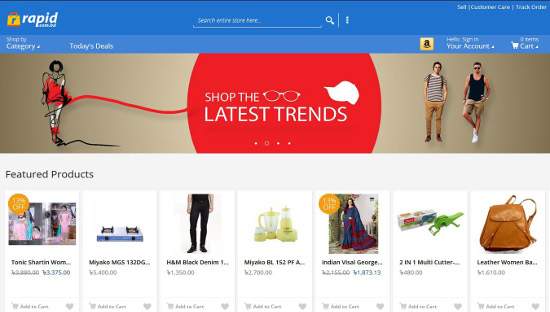 Sell | Customer Care | Track Order
rapid
com.bd
Search entire store here...
Shop by
Category
Today's Deals
Hello. Sign in
Your Account
0 items
Cart
SHOP THE
LATEST TRENDS
Featured Products
13%
OFF
13%
OFF
Tonic Shartin Wom...
Miyako MGS 132DG...
H&M Black Denim 1...
Miyako BL 152 PF A...
Indian Visal George...
2 IN 1 Multi Cutter-...
Leather Women Ba...
৳3,880.00 ৳3,375.00
৳5,400.00
৳1,350.00
৳2,700.00
৳2,155.00 ৳1,873.13
৳480.00
৳1,610.00
Add to Cart
Add to Cart
Add to Cart
Add to Cart
Add to Cart
Add to Cart
Add to Cart